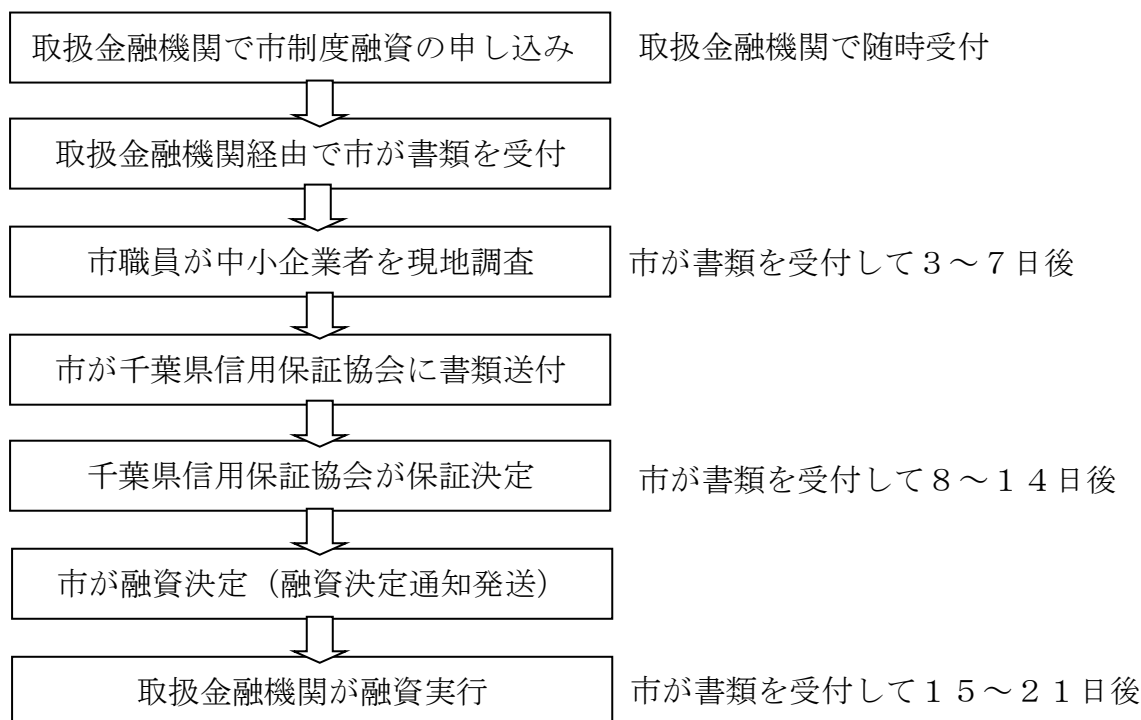 取扱金融機関で市制度融資の申し込み　取扱金融機関で随時受付
取扱金融機関経由で市が書類を受付
市職員が中小企業者を現地調査　市が書類を受付して３～７日後
市が千葉県信用保証協会に書類送付
千葉県信用保証協会が保証決定　市が書類を受付して８～１４日後
市が融資決定（融資決定通知発送）
取扱金融機関が融資実行　市が書類を受付して１５～２１日後